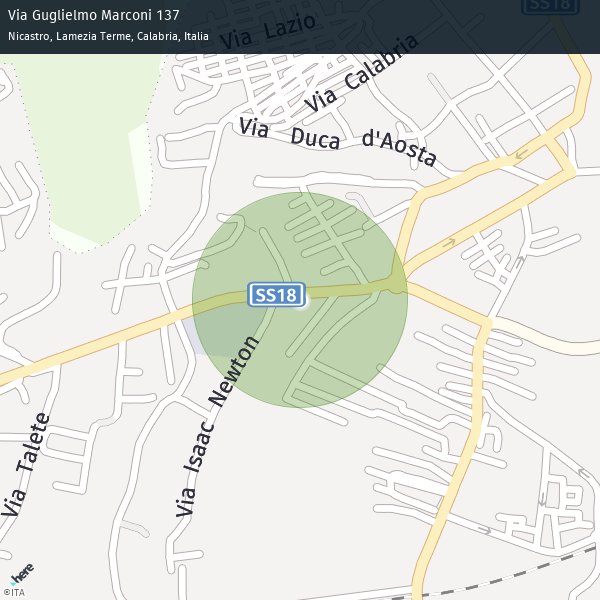 Via Guglielmo Marconi 137
Nicastro, Lamezia Terme, Calabria, Italia
SS18
Via Lazio
Via Calabria
Via Duca d'Aosta
SS18
Via Isaac Newton
Via Talete
here
©ITA